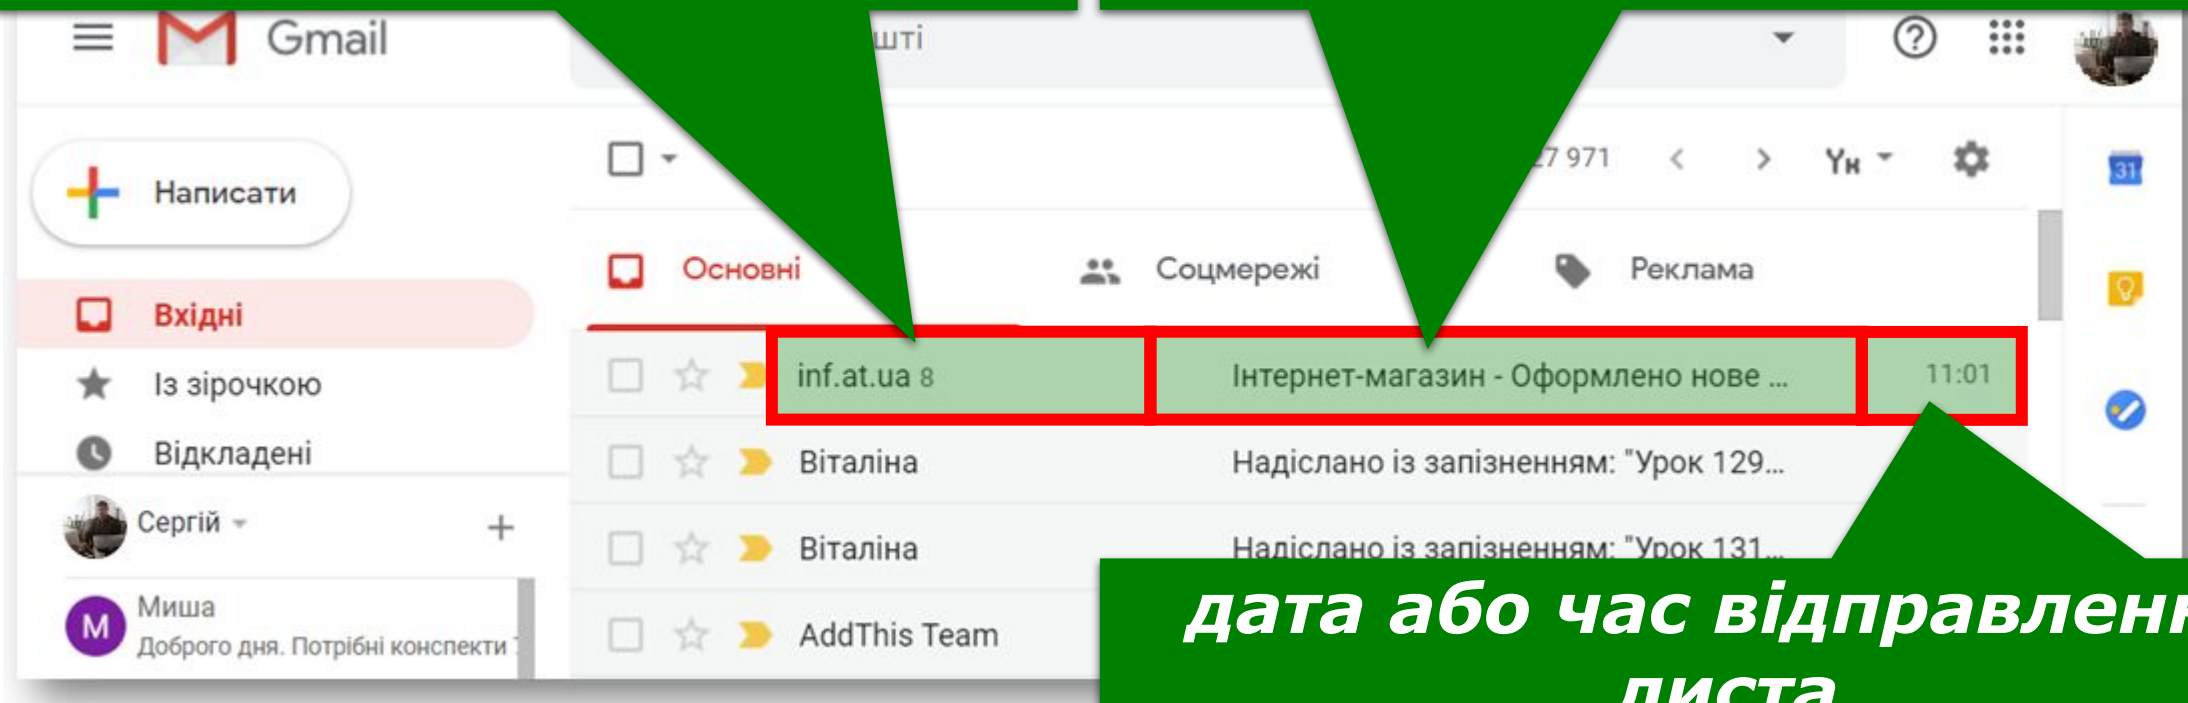 Gmail
шті
Написати
27 971
Ук
31
Основні
Соцмережі
Реклама
Вхідні
Із зірочкою
Відкладені
inf.at.ua 8
Інтернет-магазин - Оформлено нове ...
11:01
Віталіна
Надіслано із запізненням: "Урок 129...
Віталіна
Надіслано із запізненням: "Урок 131...
AddThis Team
Сергій
М
Миша
Доброго дня. Потрібні конспекти
дата або час відправленн
листа